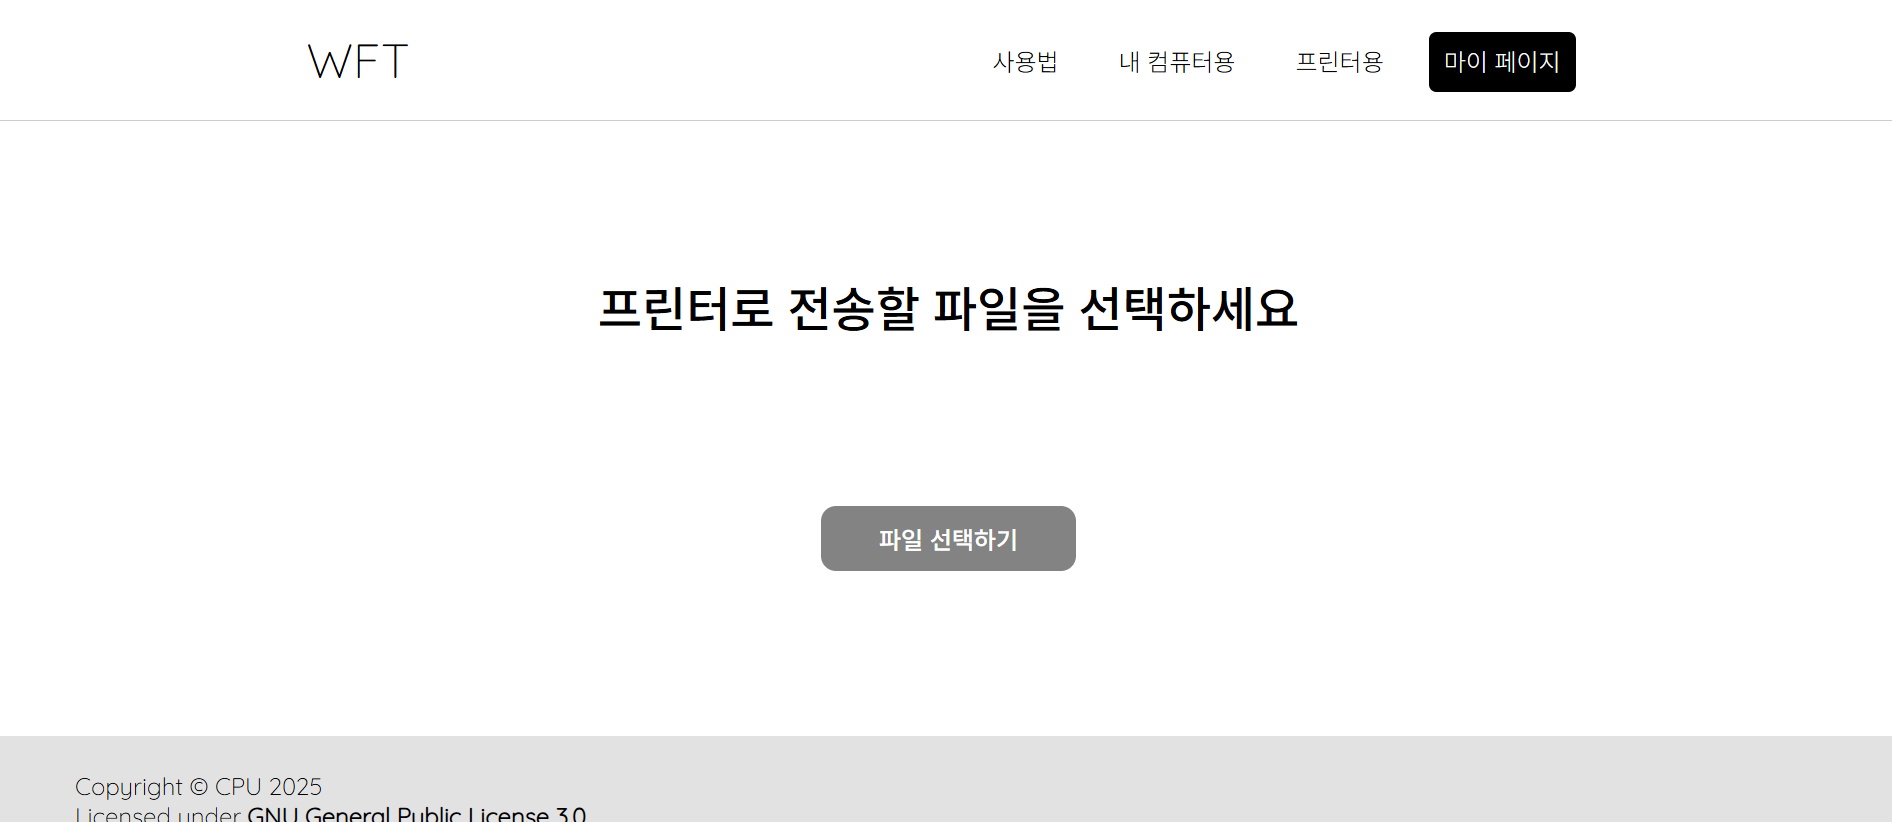 WFT
사용법 내 컴퓨터용 프린터용 마이 페이지
프린터로 전송할 파일을 선택하세요
파일 선택하기
Copyright © CPU 2025
Licensed under GNU General Public License 3.0